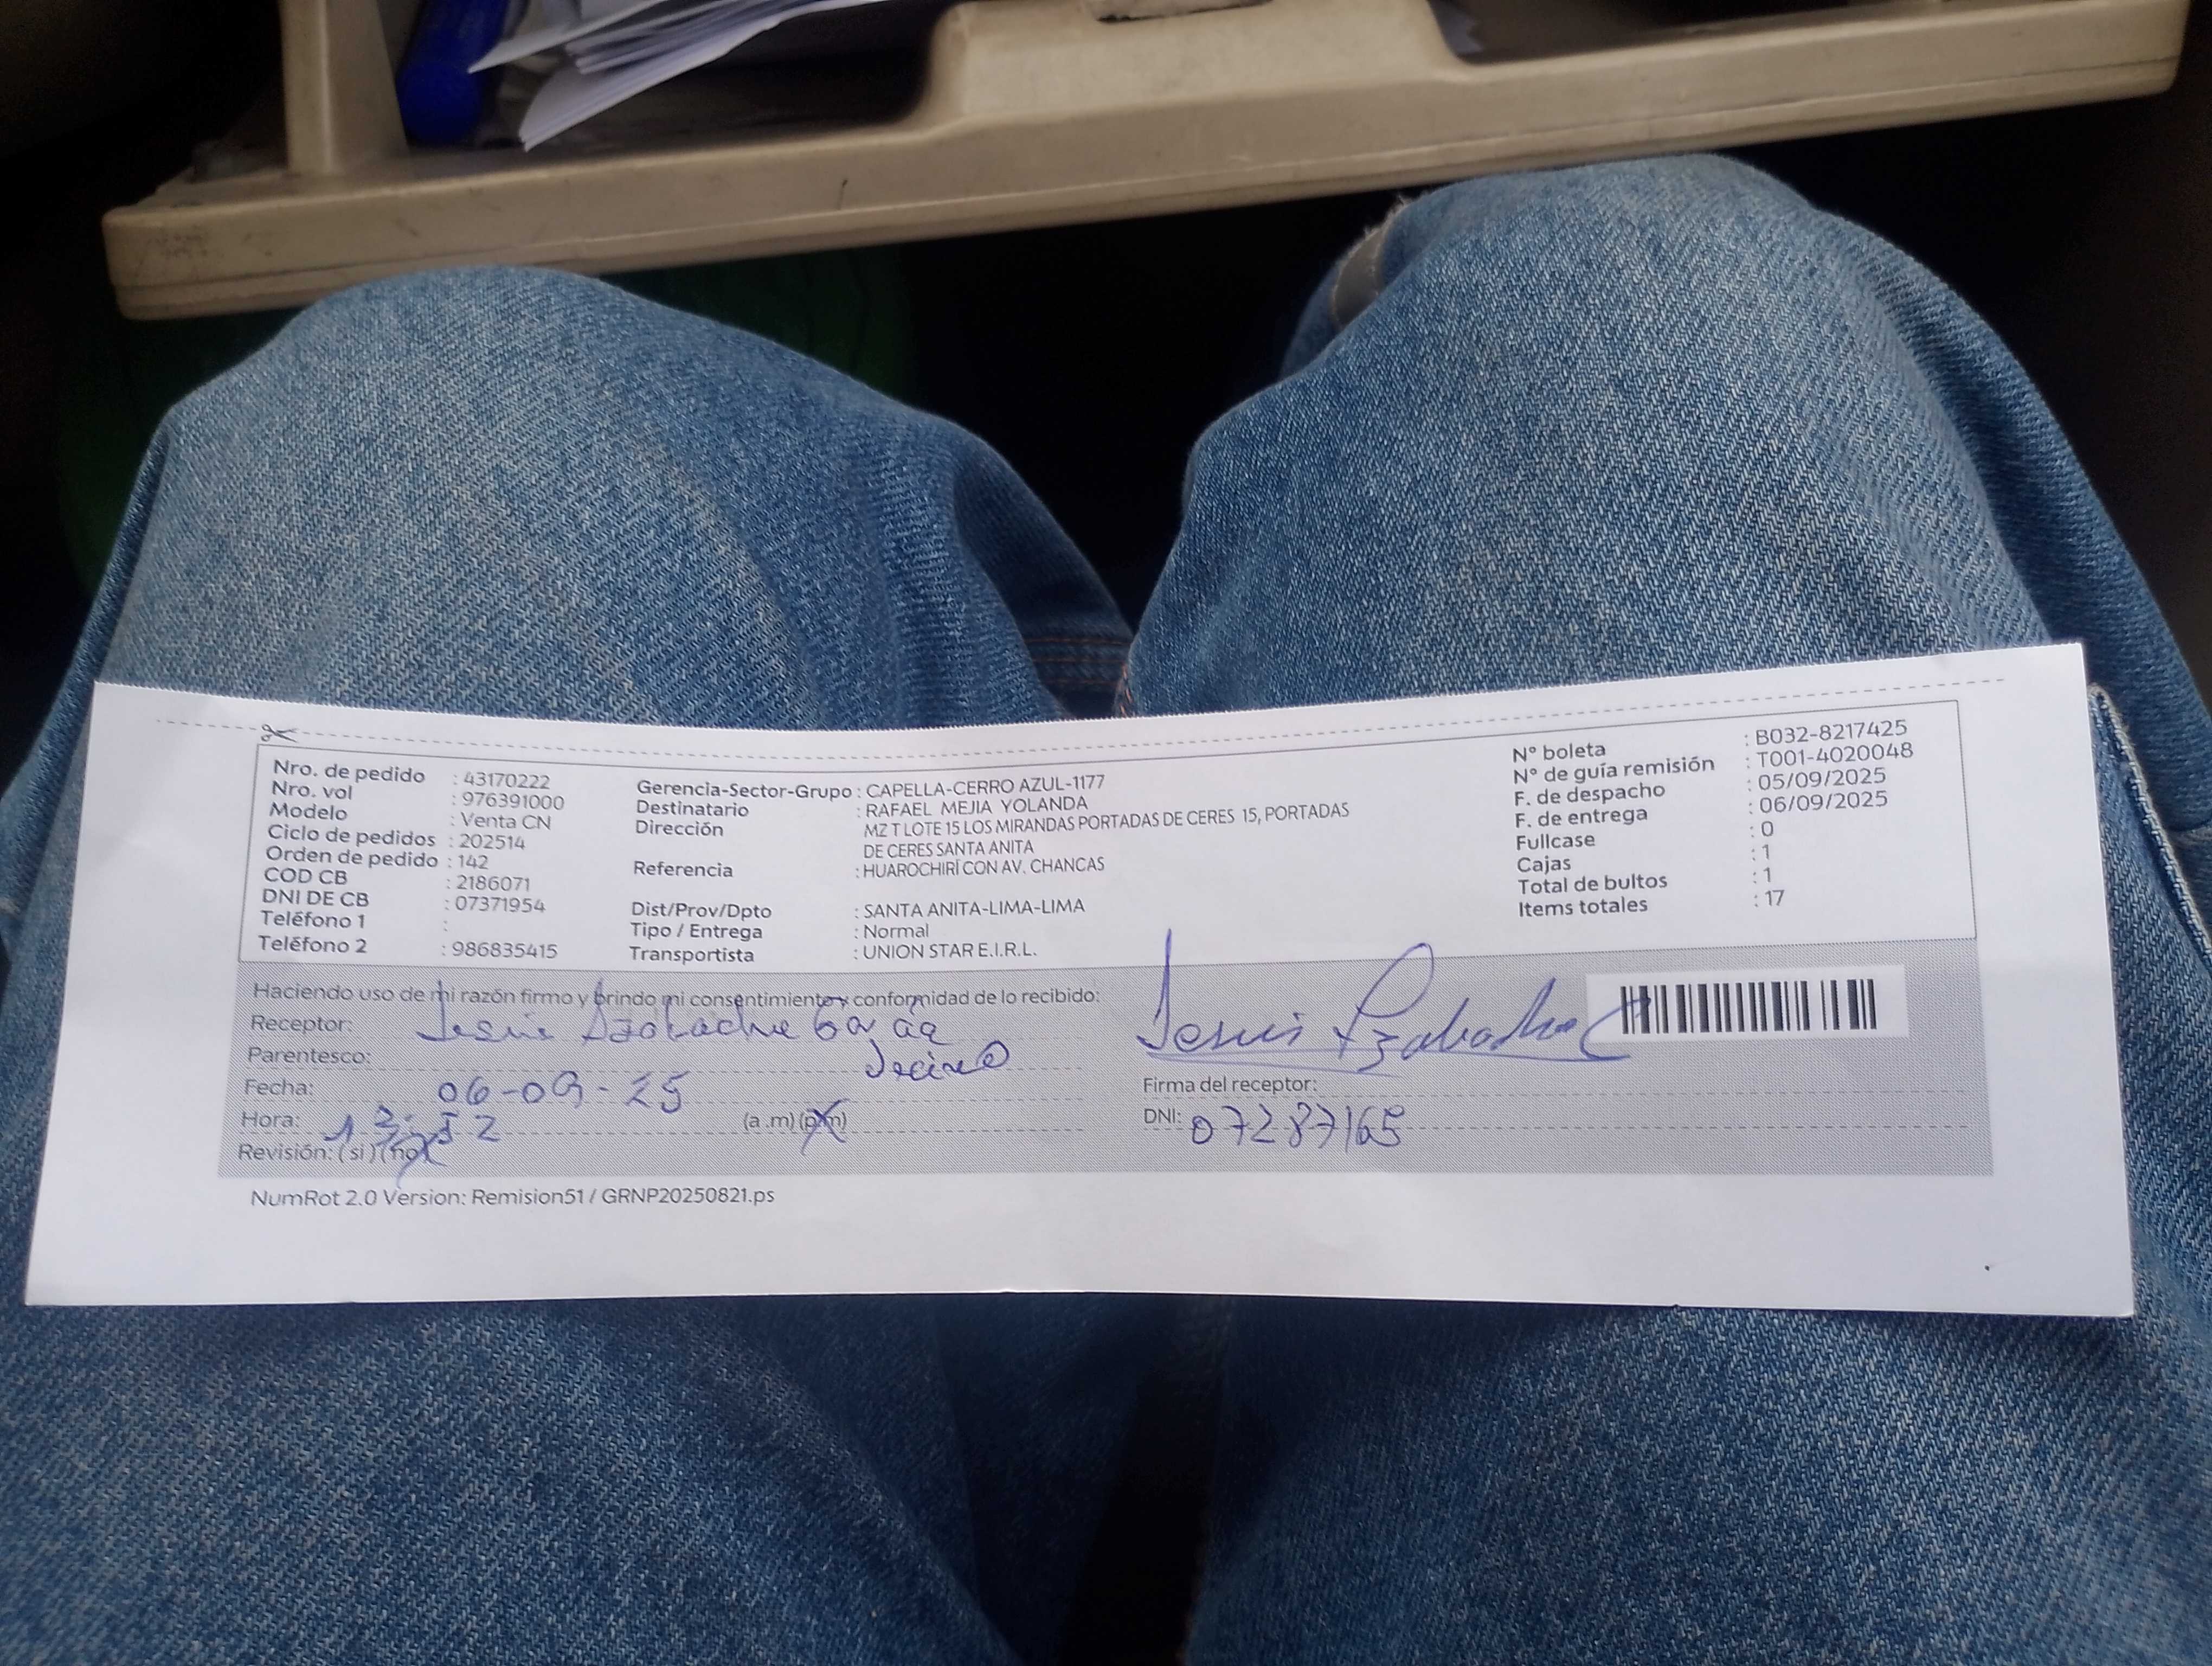 Nro. de pedido : 43170222
Nro. vol : 976391000
Modelo : Venta CN
Ciclo de pedidos : 202514
Orden de pedido : 142
COD CB : 2186071
DNI DE CB : 07371954
Teléfono 1 :
Teléfono 2 : 986835415
Gerencia-Sector-Grupo : CAPELLA-CERRO AZUL-1177
Destinatario : RAFAEL MEJIA YOLANDA
Dirección MZ T LOTE 15 LOS MIRANDAS PORTADAS DE CERES 15, PORTADAS
DE CERES SANTA ANITA
Referencia : HUAROCHIRÍ CON AV. CHANCAS
Dist/Prov/Dpto : SANTA ANITA-LIMA-LIMA
Tipo / Entrega : Normal
Transportista : UNION STAR E.I.R.L.
N° boleta : B032-8217425
N° de guía remisión : T001-4020048
F. de despacho : 05/09/2025
F. de entrega : 06/09/2025
Fullcase : 0
Cajas : 1
Total de bultos : 1
Items totales : 17
Haciendo uso de mi razón firmo y brindo mi consentimiento y conformidad de lo recibido:
Receptor: Jesus Azabache
Parentesco: Vecino
Fecha: 06-09-25
Hora: (a.m) (p.m)
Revisión: (si) (no)
Jesus Azabache
Firma del receptor:
DNI: 07287165
NumRot 2.0 Version: Remision51 / GRNP20250821.ps